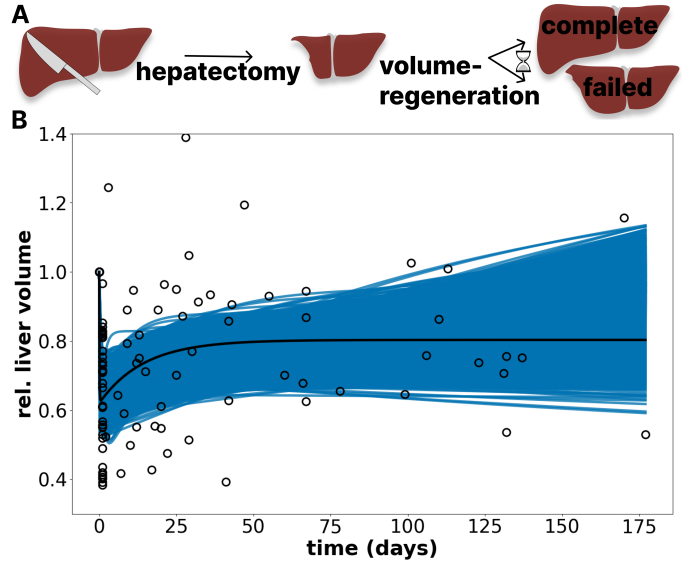 A
hepatectomy
volume-
regeneration
complete
failed
B
rel. liver volume
1.4
1.2
1.0
0.8
0.6
0.4
0 25 50 75 100 125 150 175
time (days)